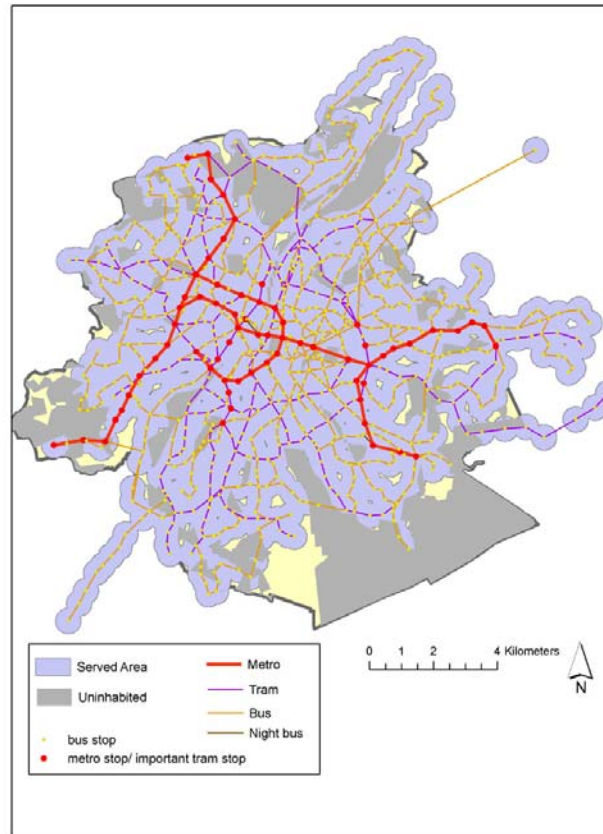 0 1 2 4 Kilometers
N
Served Area
Uninhabited
bus stop
metro stop/ important tram stop
Metro
Tram
Bus
Night bus